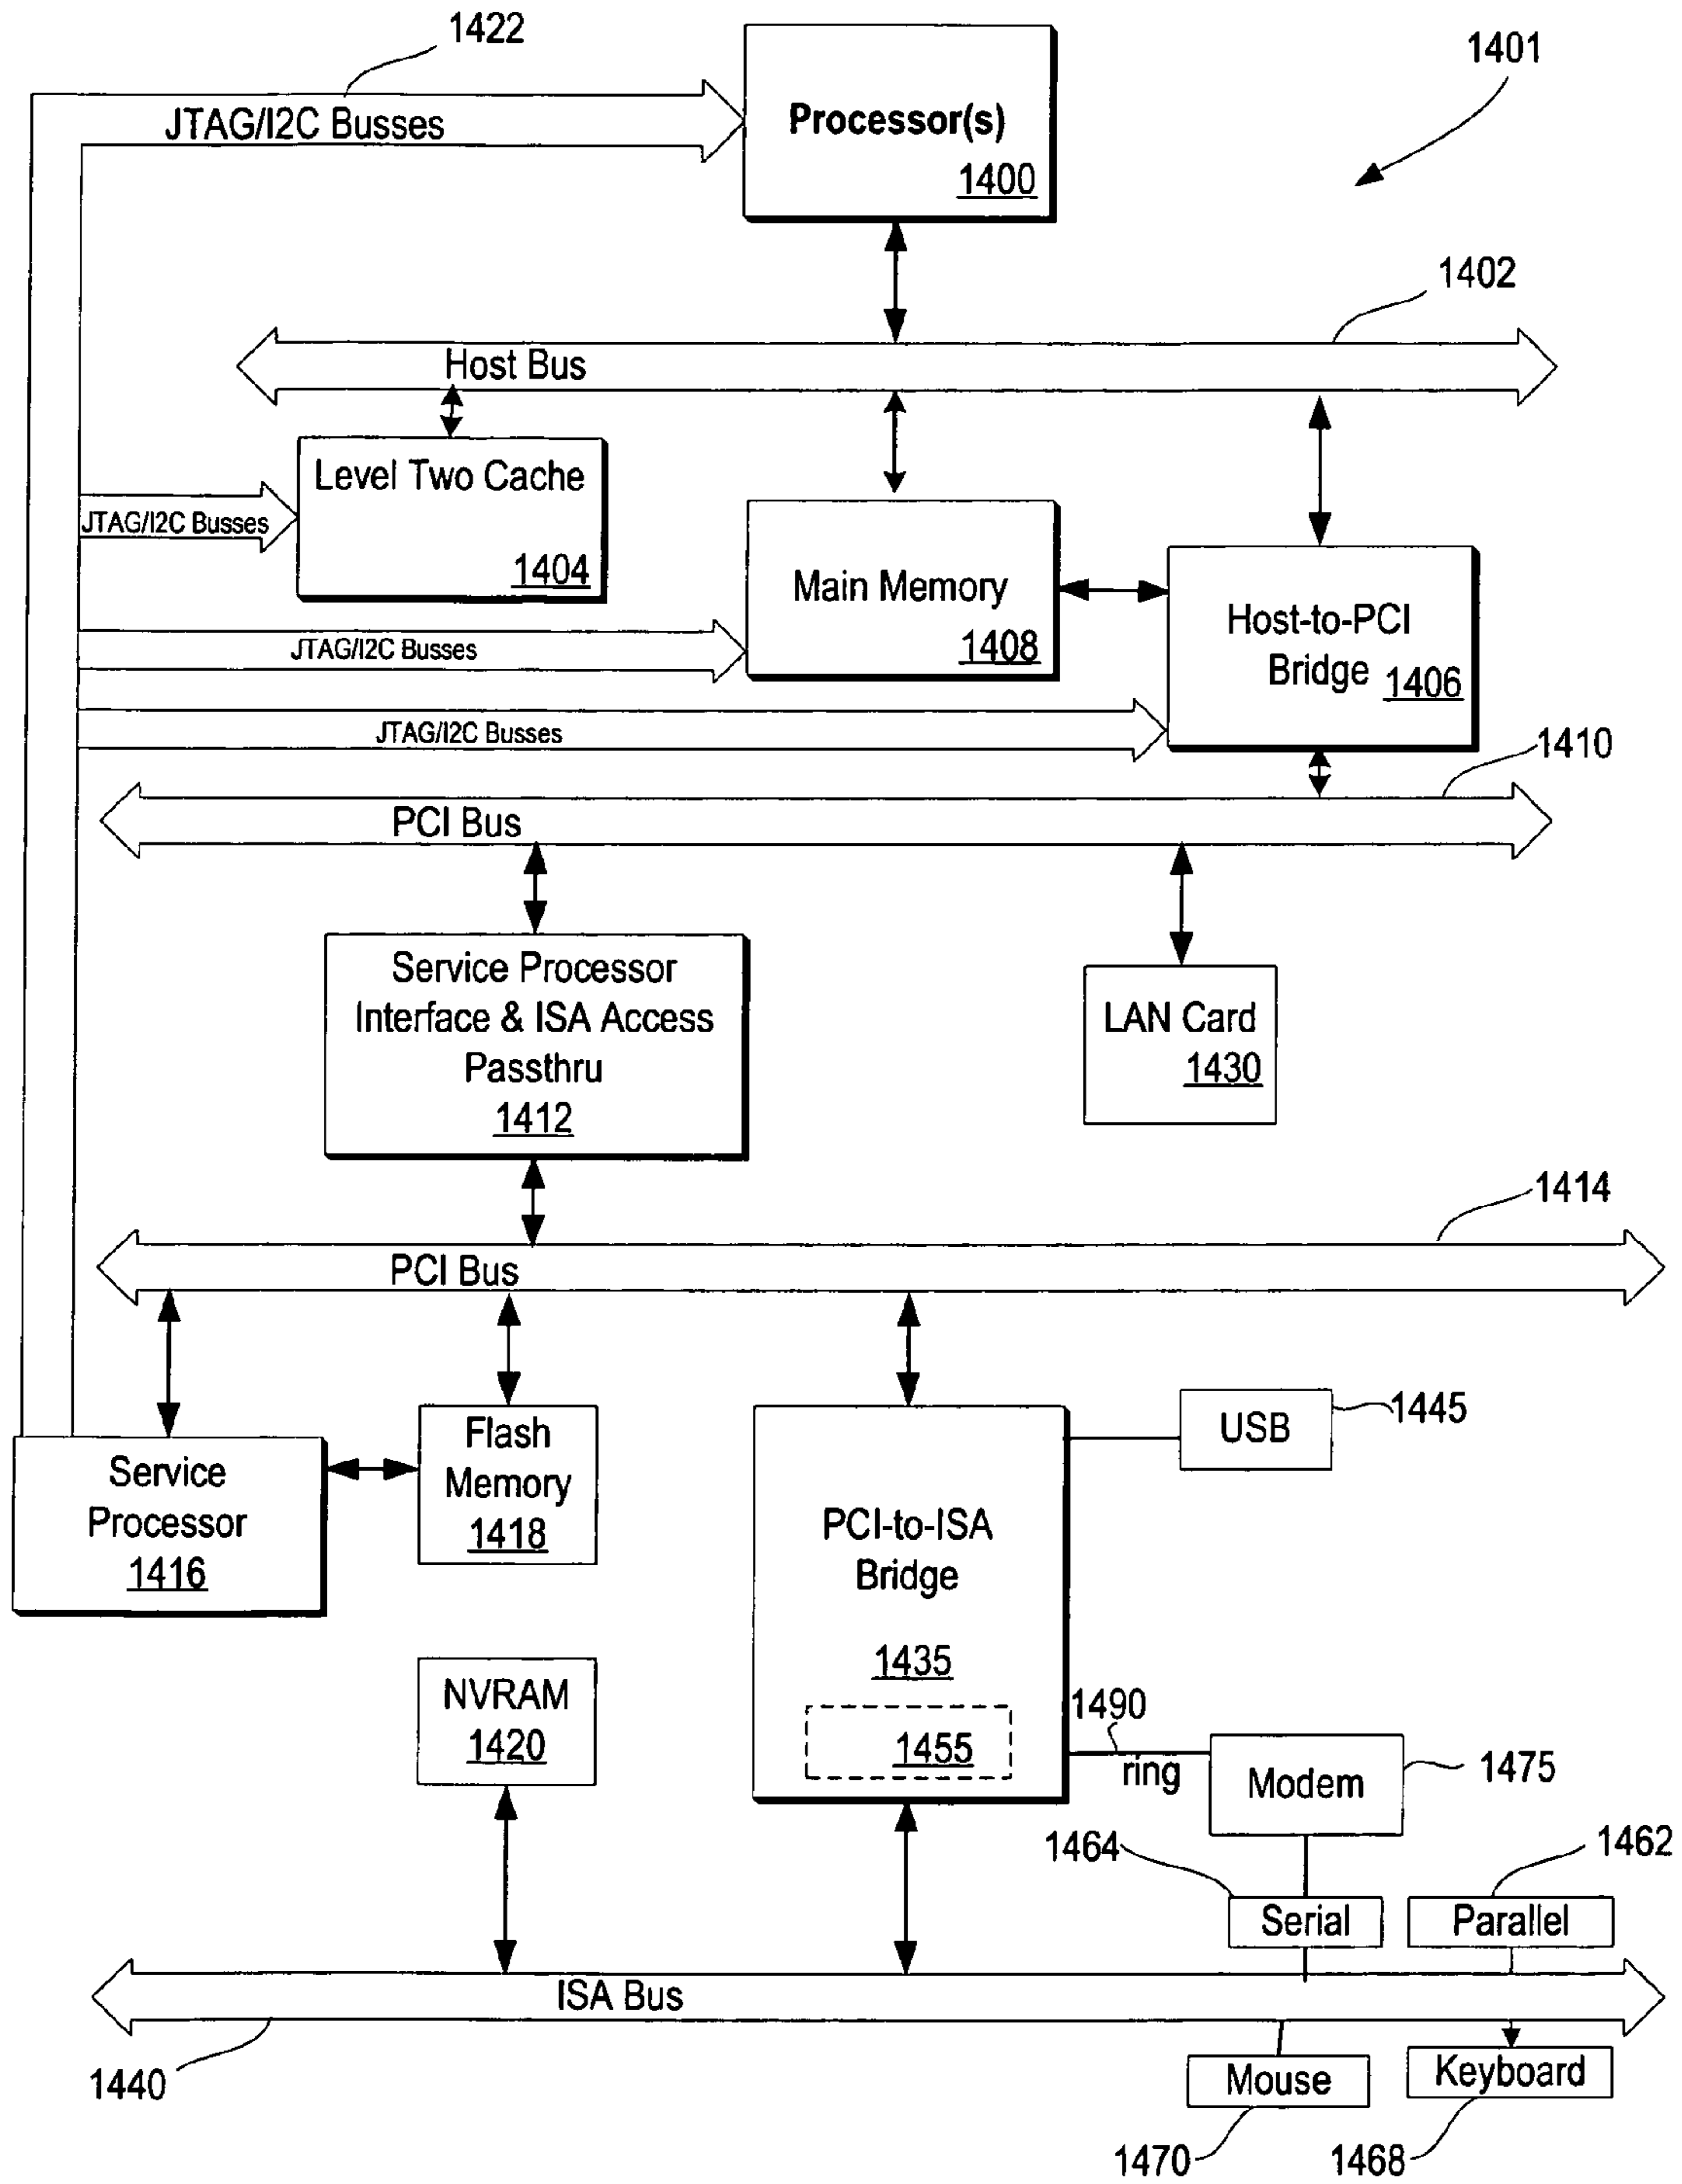 1422
1401
JTAG/I2C Busses
Processor(s)
1400
1402
Host Bus
Level Two Cache
1404
JTAG/I2C Busses
Main Memory
1408
Host-to-PCI
Bridge 1406
JTAG/I2C Busses
JTAG/I2C Busses
1410
PCI Bus
Service Processor
Interface & ISA Access
Passthru
1412
LAN Card
1430
1414
PCI Bus
Service
Processor
1416
Flash
Memory
1418
PCI-to-ISA
Bridge
1435
1455
USB
1445
NVRAM
1420
1490
ring
Modem
1475
1464
1462
Serial
Parallel
ISA Bus
1440
Mouse
Keyboard
1470
1468